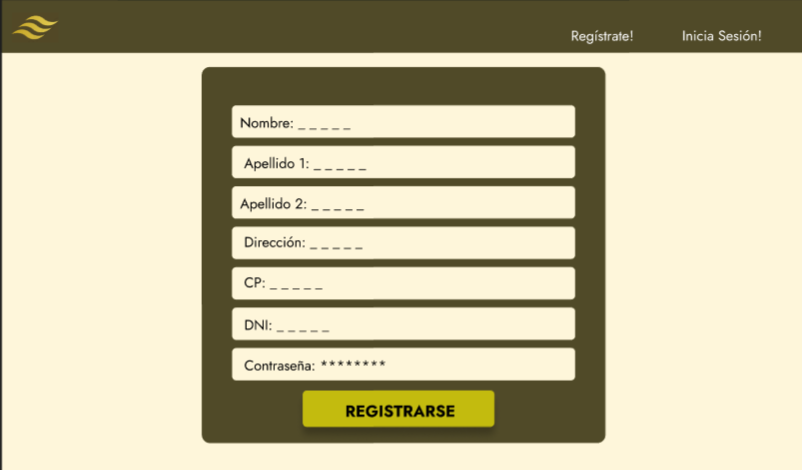 Regístrate!
Inicia Sesión!
Nombre: _ _ _ _ _
Apellido 1: _ _ _ _ _
Apellido 2: _ _ _ _ _
Dirección: _ _ _ _ _
CP: _ _ _ _ _
DNI: _ _ _ _ _
Contraseña: ********
REGISTRARSE